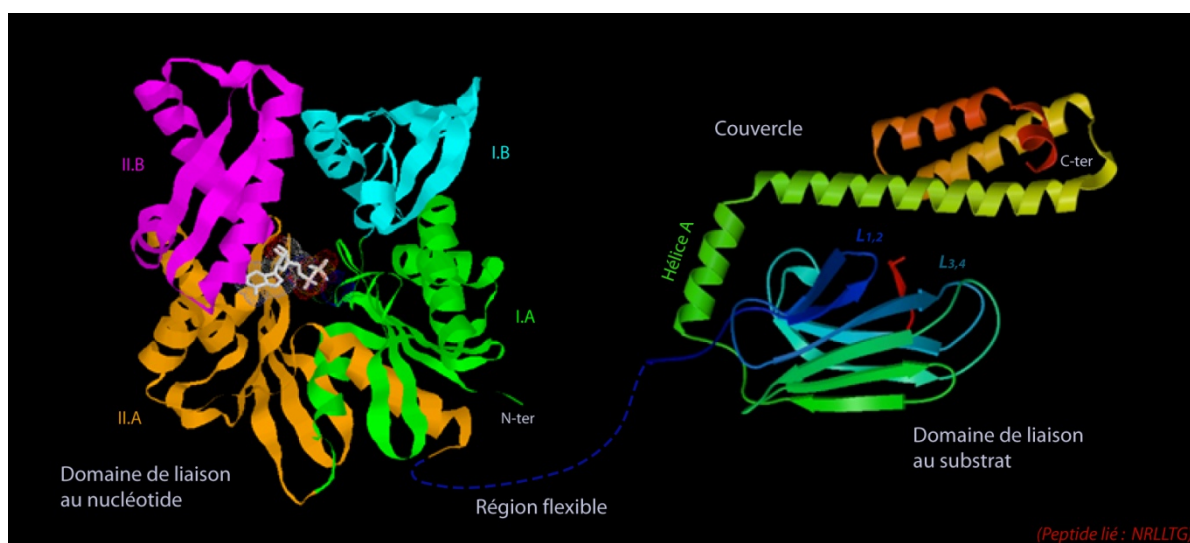 II.B
I.B
Couvercle
C-ter
Hélice A
L1,2
L3,4
I.A
II.A
N-ter
Domaine de liaison
au nucléotide
Région flexible
Domaine de liaison
au substrat
(Peptide lié : NRLLTG)